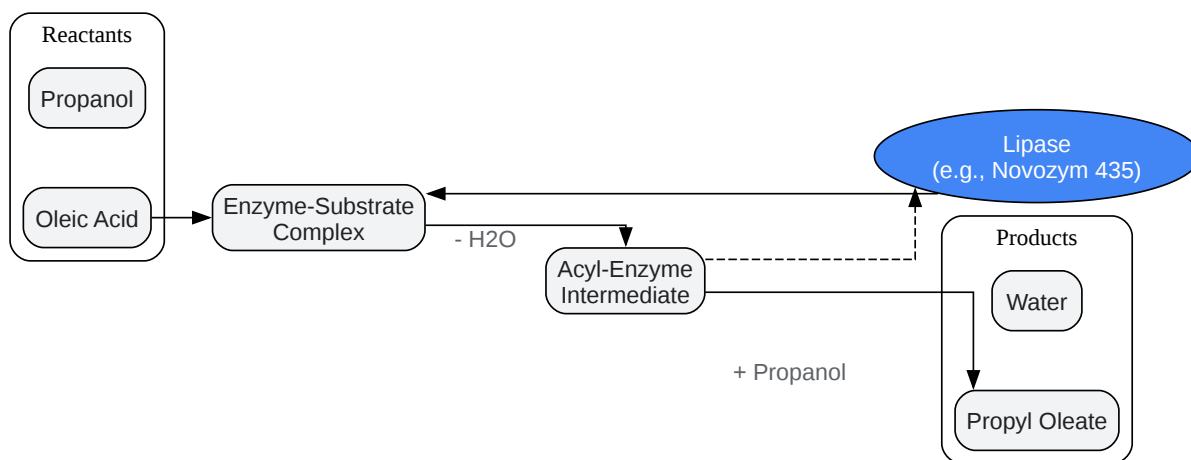 Reactants
Propanol
Oleic Acid
Enzyme-Substrate
Complex
- H2O
Acyl-Enzyme
Intermediate
+ Propanol
Lipase
(e.g., Novozym 435)
Products
Water
Propyl Oleate